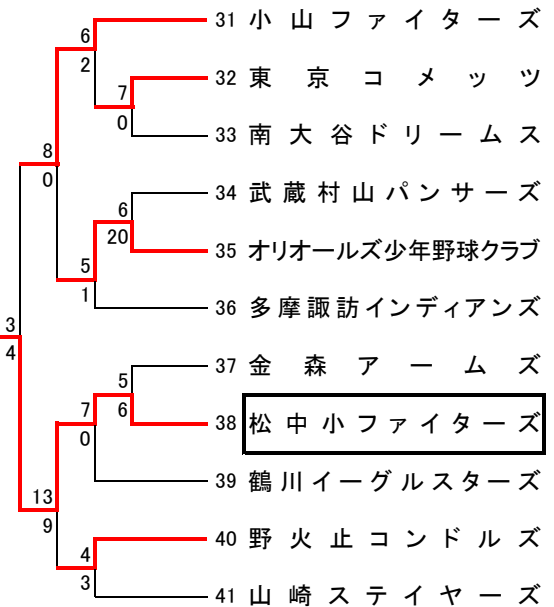 31 小山ファイターズ
6
2
32 東京コメッツ
7
0
33 南大谷ドリームス
8
0
34 武蔵村山パンサーズ
6
20
35 オリオールズ少年野球クラブ
5
1
36 多摩諏訪インディアンズ
3
4
37 金森アームズ
5
6
38 松中小ファイターズ
7
0
39 鶴川イーグルスターズ
13
9
40 野火止コンドルズ
4
3
41 山崎ステイヤーズ